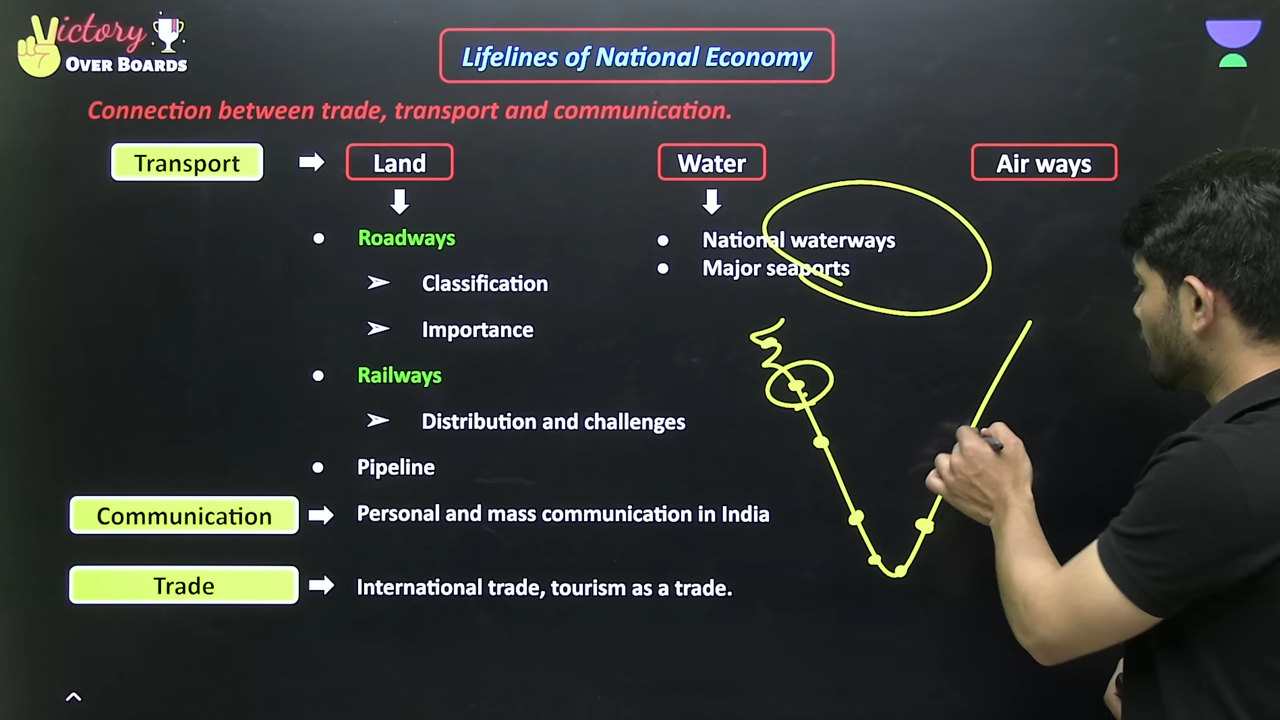 Victory
OVER BOARDS
Lifelines of National Economy
Connection between trade, transport and communication.
Transport
Land
Water
Air ways
• Roadways
➤ Classification
➤ Importance
• Railways
➤ Distribution and challenges
• Pipeline
• National waterways
• Major seaports
Communication
Personal and mass communication in India
Trade
International trade, tourism as a trade.